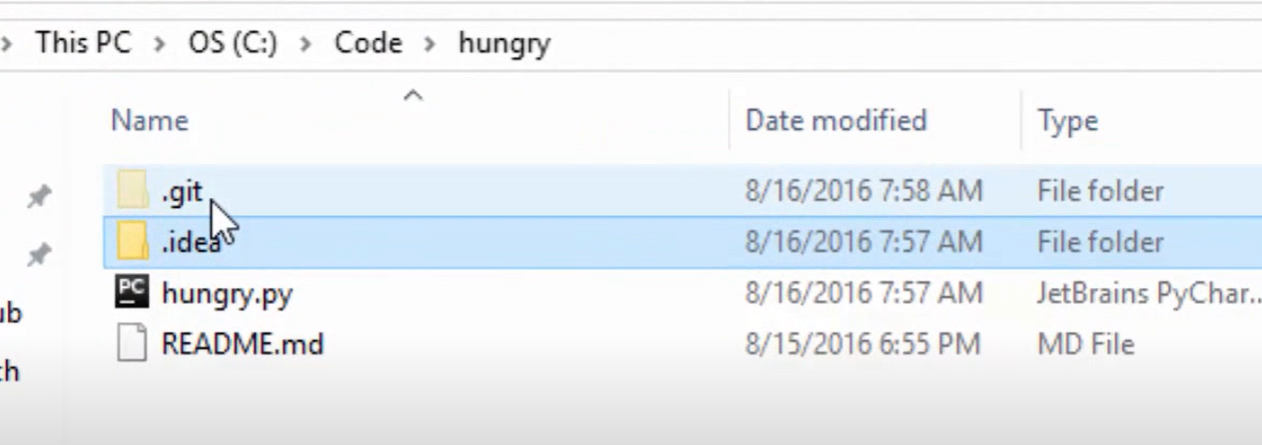 This PC > OS (C:) > Code > hungry
Name Date modified Type
.git 8/16/2016 7:58 AM File folder
.idea 8/16/2016 7:57 AM File folder
PC hungry.py 8/16/2016 7:57 AM JetBrains PyChar...
README.md 8/15/2016 6:55 PM MD File